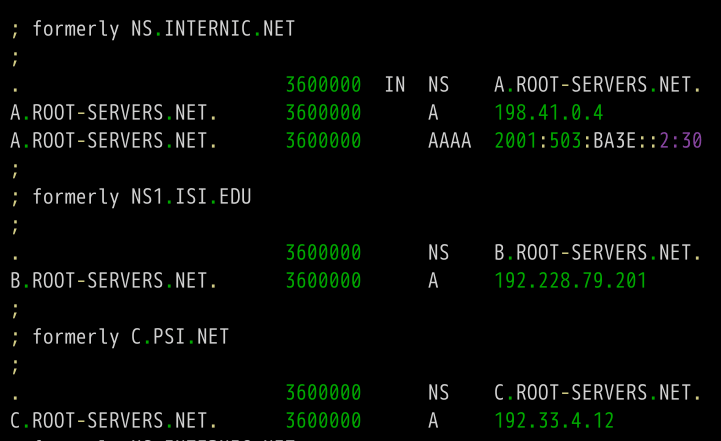 ; formerly NS.INTERNIC.NET
;
. 3600000 IN NS A.ROOT-SERVERS.NET.
A.ROOT-SERVERS.NET. 3600000 A 198.41.0.4
A.ROOT-SERVERS.NET. 3600000 AAAA 2001:503:BA3E::2:30
;
; formerly NS1.ISI.EDU
;
. 3600000 NS B.ROOT-SERVERS.NET.
B.ROOT-SERVERS.NET. 3600000 A 192.228.79.201
;
; formerly C.PSI.NET
;
. 3600000 NS C.ROOT-SERVERS.NET.
C.ROOT-SERVERS.NET. 3600000 A 192.33.4.12